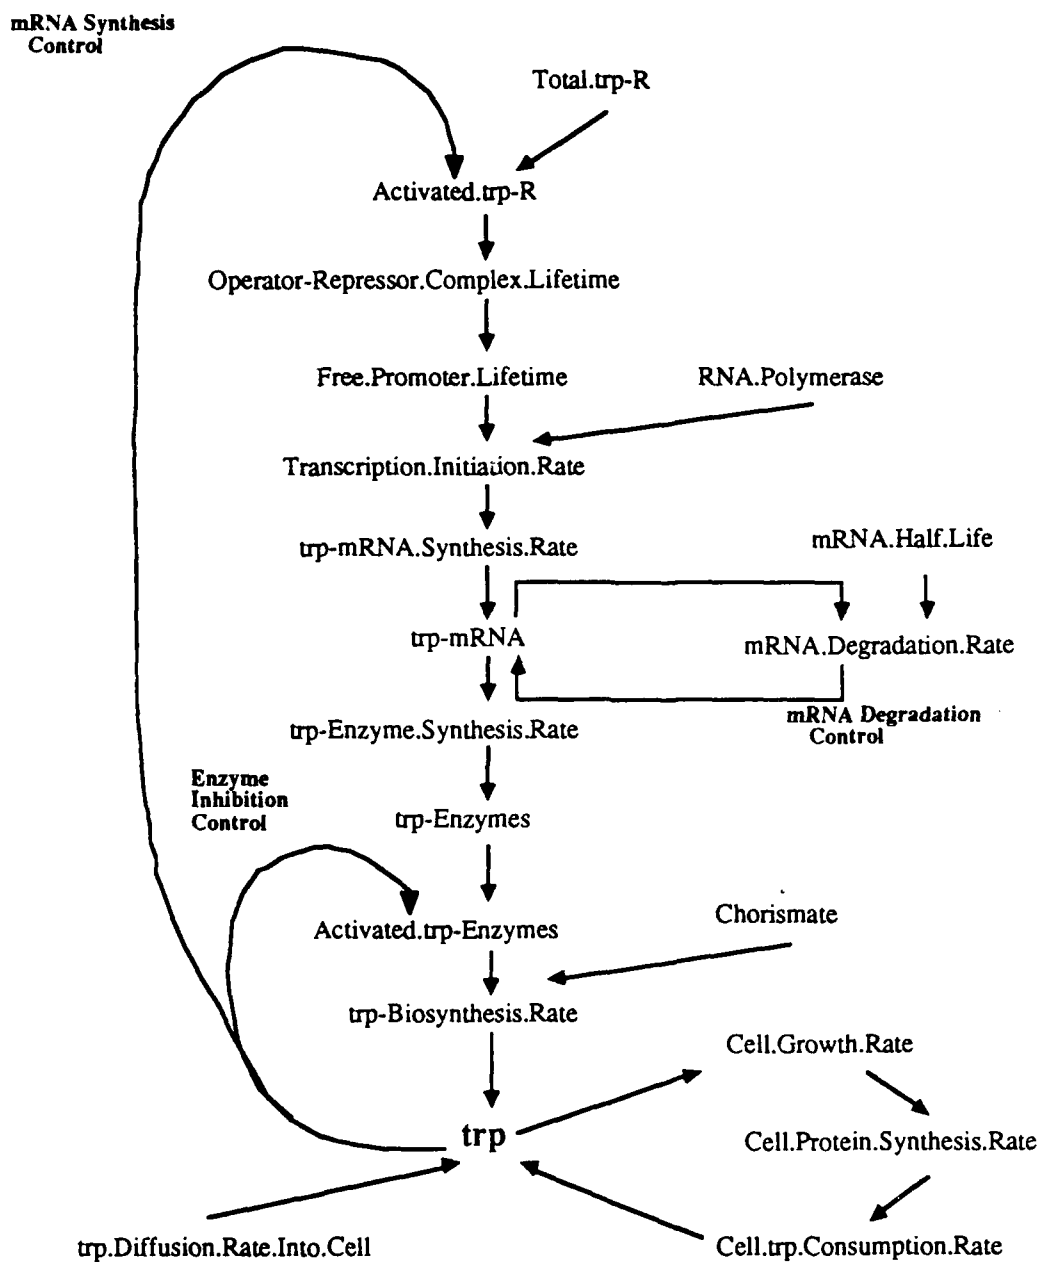 mRNA Synthesis
Control
Total.trp-R
Activated.trp-R
Operator-Repressor.Complex.Lifetime
Free.Promoter.Lifetime
RNA.Polymerase
Transcription.Initiation.Rate
trp-mRNA.Synthesis.Rate
mRNA.Half.Life
trp-mRNA
mRNA.Degradation.Rate
mRNA Degradation
Control
trp-Enzyme.Synthesis.Rate
Enzyme
Inhibition
Control
trp-Enzymes
Chorismate
Activated.trp-Enzymes
trp-Biosynthesis.Rate
Cell.Growth.Rate
trp
Cell.Protein.Synthesis.Rate
trp.Diffusion.Rate.Into.Cell
Cell.trp.Consumption.Rate